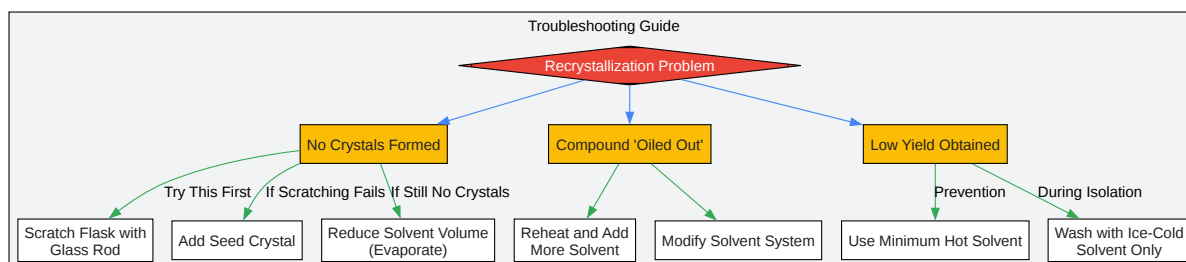 Troubleshooting Guide
Recrystallization Problem
No Crystals Formed
Compound 'Oiled Out'
Low Yield Obtained
Try This First
If Scratching Fails
If Still No Crystals
Prevention
During Isolation
Scratch Flask with
Glass Rod
Add Seed Crystal
Reduce Solvent Volume
(Evaporate)
Reheat and Add
More Solvent
Modify Solvent System
Use Minimum Hot Solvent
Wash with Ice-Cold
Solvent Only